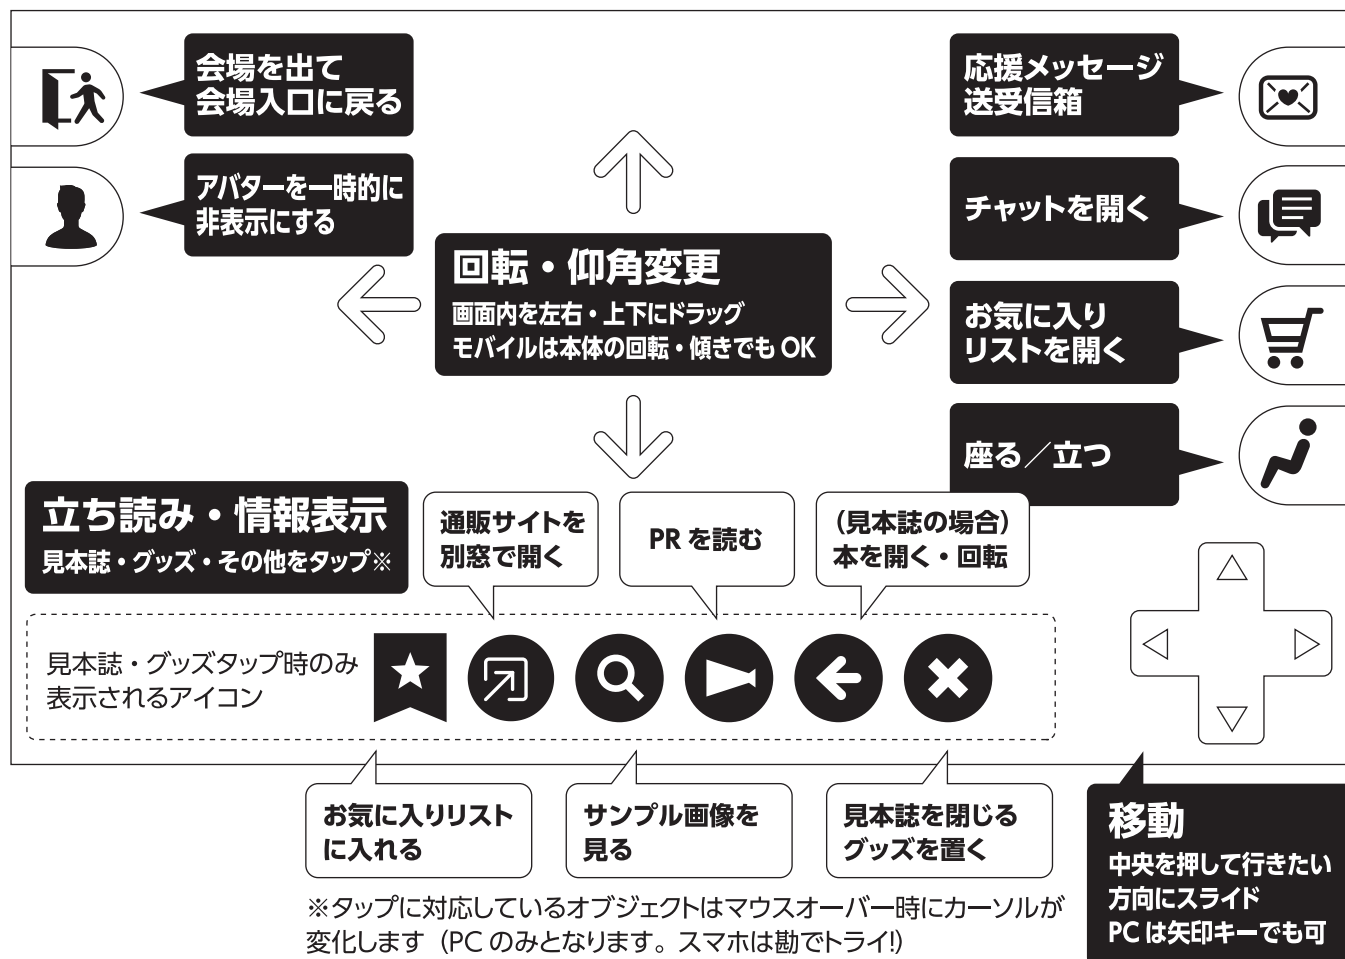 会場を出て
会場入口に戻る
アバターを一時的に
非表示にする
応援メッセージ
送受信箱
チャットを開く
お気に入り
リストを開く
座る／立つ
回転・仰角変更
画面内を左右・上下にドラッグ
モバイルは本体の回転・傾きでも OK
立ち読み・情報表示
見本誌・グッズ・その他をタップ※
通販サイトを
別窓で開く
PR を読む
（見本誌の場合）
本を開く・回転
見本誌・グッズタップ時のみ
表示されるアイコン
お気に入りリスト
に入れる
サンプル画像を
見る
見本誌を閉じる
グッズを置く
移動
中央を押して行きたい
方向にスライド
PC は矢印キーでも可
※タップに対応しているオブジェクトはマウスオーバー時にカーソルが
変化します（PC のみとなります。スマホは勘でトライ!）